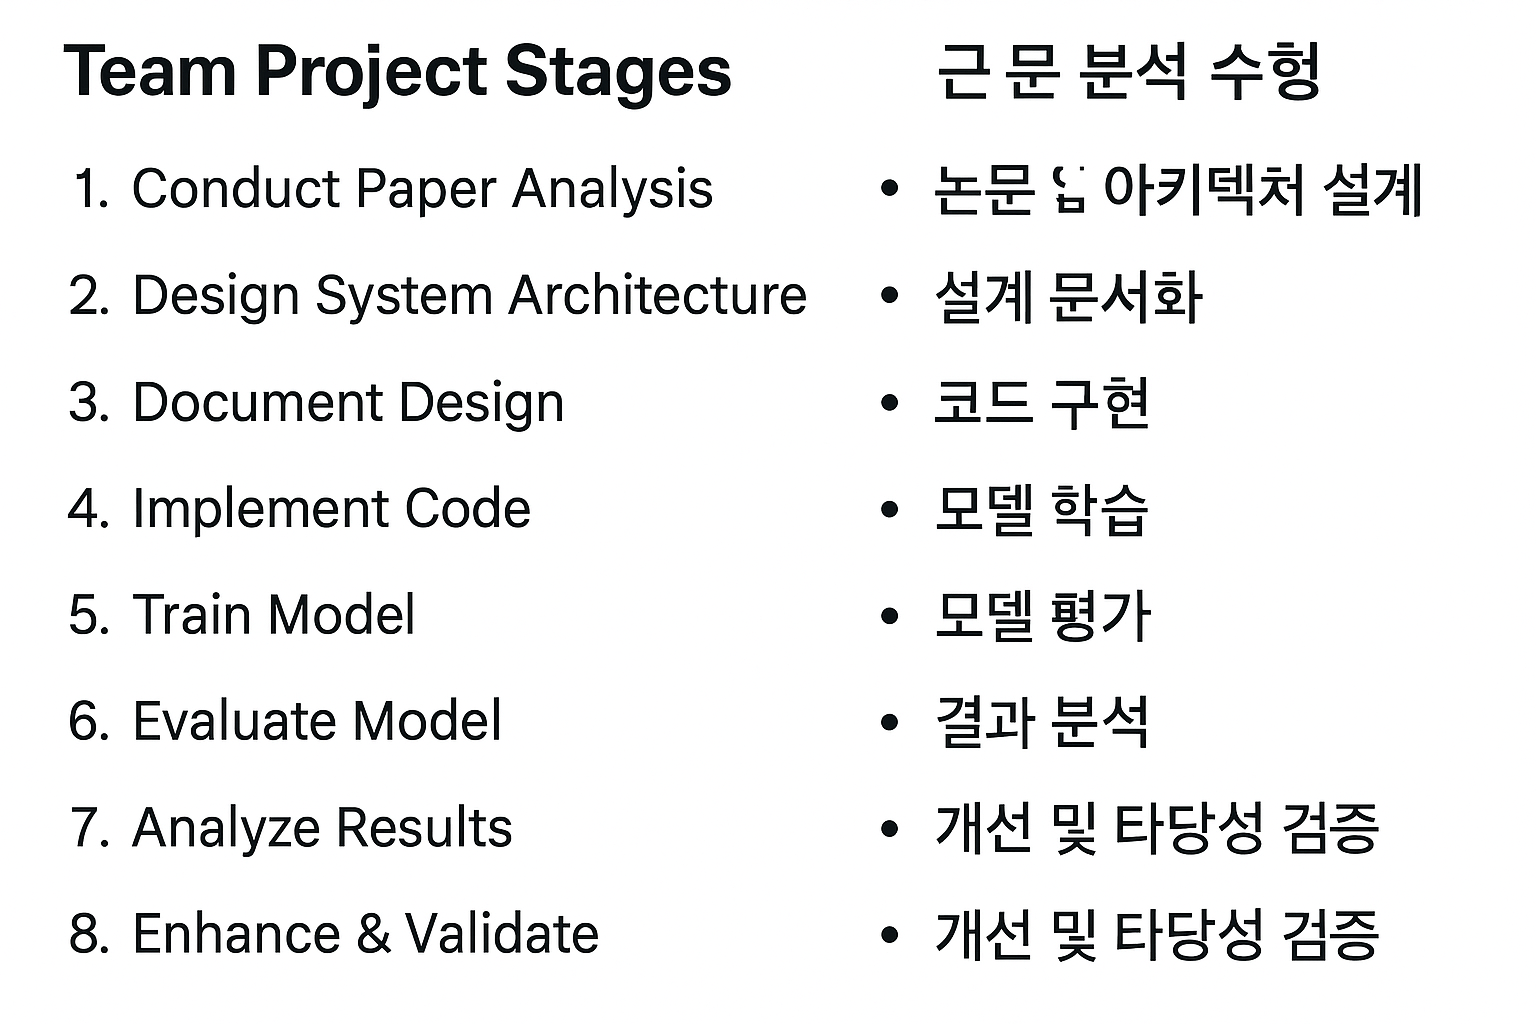 Team Project Stages
1. Conduct Paper Analysis
2. Design System Architecture
3. Document Design
4. Implement Code
5. Train Model
6. Evaluate Model
7. Analyze Results
8. Enhance & Validate
근 문 분석 수헝
• 논문 아키텍처 설계
• 설계 문서화
• 코드 구현
• 모델 학습
• 모델 평가
• 결과 분석
• 개선 및 타당성 검증
• 개선 및 타당성 검증